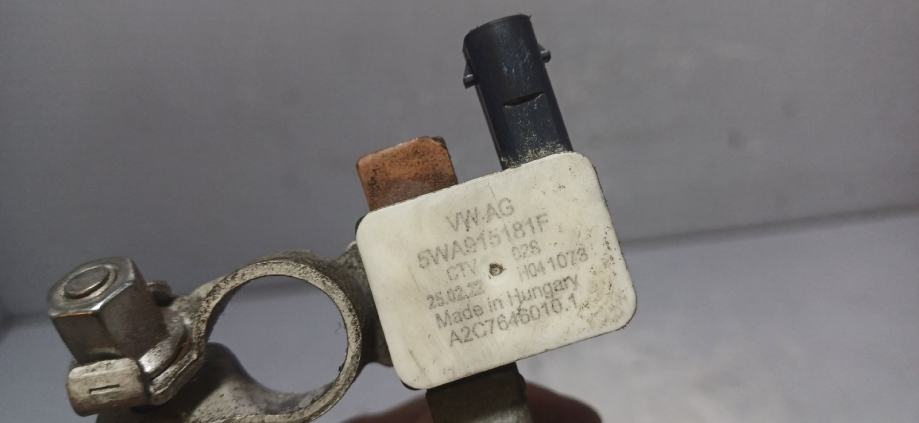 VW AG
5WA915181F
CTV 02S
25.02.22 H041073
Made in Hungary
A2C7646010.1